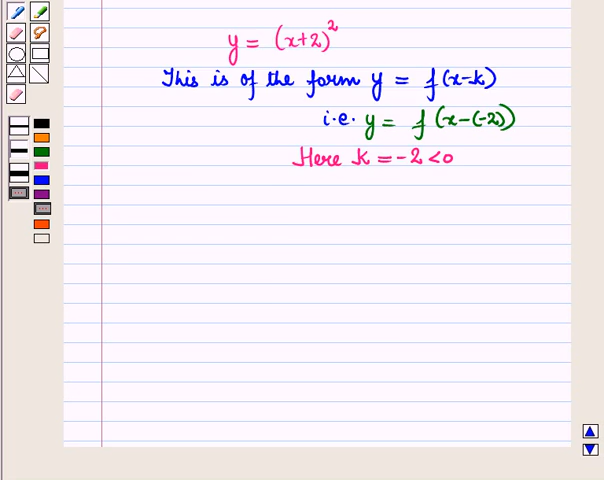 y = (x+2)²
This is of the form y = f(x-k)
i.e. y = f(x-(-2))
Here k = -2 < 0